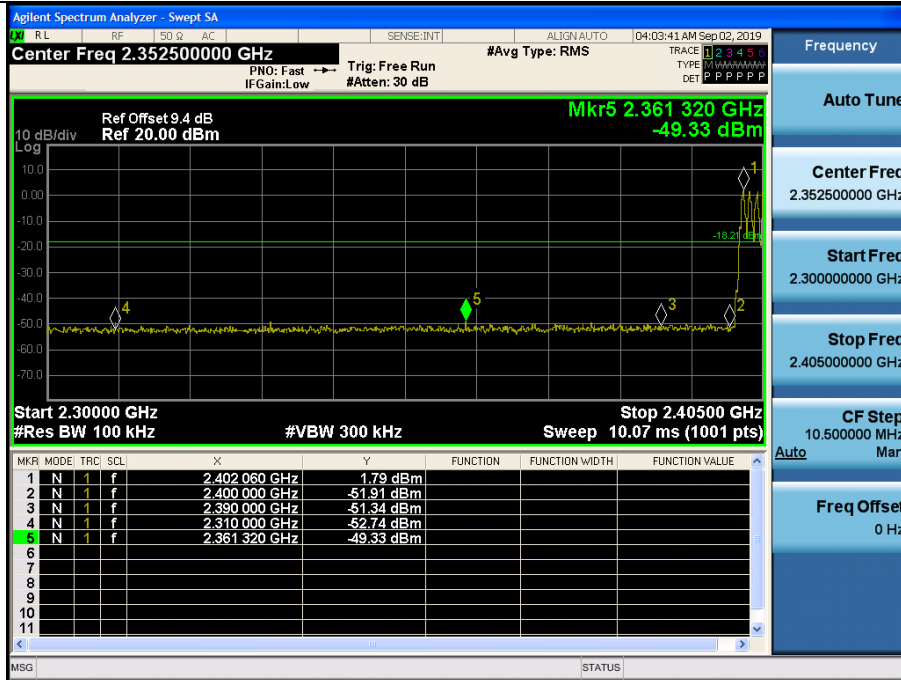 Agilent Spectrum Analyzer - Swept SA
LXI RL RF 50 Ω AC SENSE:INT ALIGN AUTO 04:03:41 AM Sep 02, 2019
Center Freq 2.352500000 GHz
PNO: Fast
IFGain:Low
Trig: Free Run
#Atten: 30 dB
#Avg Type: RMS
TRACE 1 2 3 4 5 6
TYPE M WWWWW
DET P P P P P P
Mkr5 2.361 320 GHz
-49.33 dBm
Ref Offset 9.4 dB
10 dB/div Ref 20.00 dBm
Log
10.0
0.00
-10.0
-20.0
-30.0
-40.0
-50.0
-60.0
-70.0
1
-18.21 dBm
4
5
3
2
Start 2.30000 GHz Stop 2.40500 GHz
#Res BW 100 kHz #VBW 300 kHz Sweep 10.07 ms (1001 pts)
MKR MODE TRC SCL X Y FUNCTION FUNCTION WIDTH FUNCTION VALUE
1 N 1 f 2.402 060 GHz 1.79 dBm
2 N 1 f 2.400 000 GHz -51.91 dBm
3 N 1 f 2.390 000 GHz -51.34 dBm
4 N 1 f 2.310 000 GHz -52.74 dBm
5 N 1 f 2.361 320 GHz -49.33 dBm
6
7
8
9
10
11
MSG STATUS
Frequency
Auto Tune
Center Freq
2.352500000 GHz
Start Freq
2.300000000 GHz
Stop Freq
2.405000000 GHz
CF Step
10.500000 MHz
Auto Man
Freq Offset
0 Hz